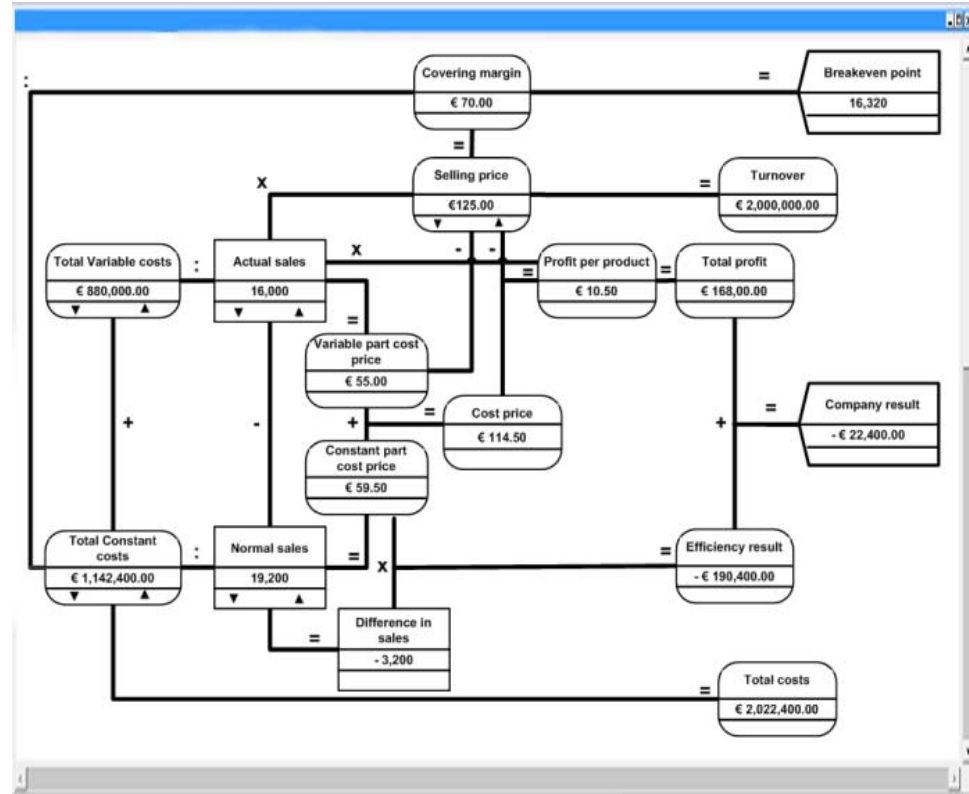 Covering margin
€ 70.00
=
Breakeven point
16,320
:
=
Selling price
€125.00
▼ ▲
X
=
Turnover
€ 2,000,000.00
Total Variable costs
€ 880,000.00
▼ ▲
:
Actual sales
16,000
▼ ▲
X
- -
=
Profit per product
€ 10.50
=
Total profit
€ 168,00.00
=
Variable part cost
price
€ 55.00
+
-
+
=
Cost price
€ 114.50
+
=
Company result
- € 22,400.00
Constant part
cost price
€ 59.50
Total Constant
costs
€ 1,142,400.00
▼ ▲
:
Normal sales
19,200
▼ ▲
=
X
=
Efficiency result
- € 190,400.00
=
Difference in
sales
- 3,200
=
Total costs
€ 2,022,400.00